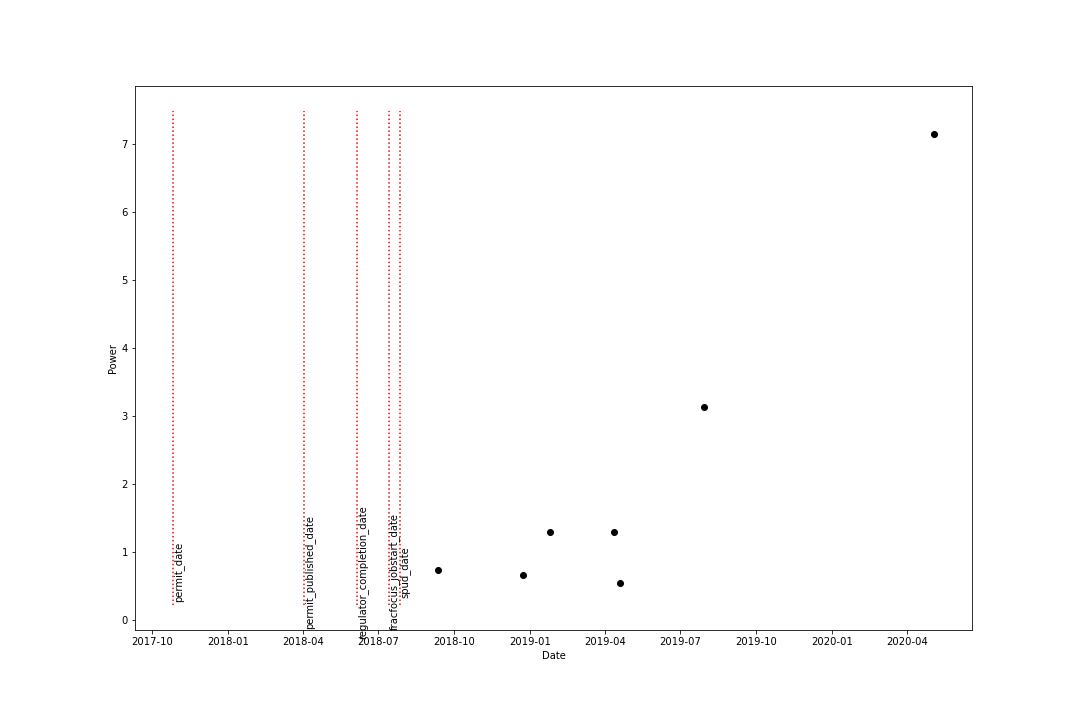 7
6
5
4
3
2
1
0
Power
permit_date
permit_published_date
regulator_completion_date
fracfocus_jobstart_date
spud_date
2017-10 2018-01 2018-04 2018-07 2018-10 2019-01 2019-04 2019-07 2019-10 2020-01 2020-04
Date